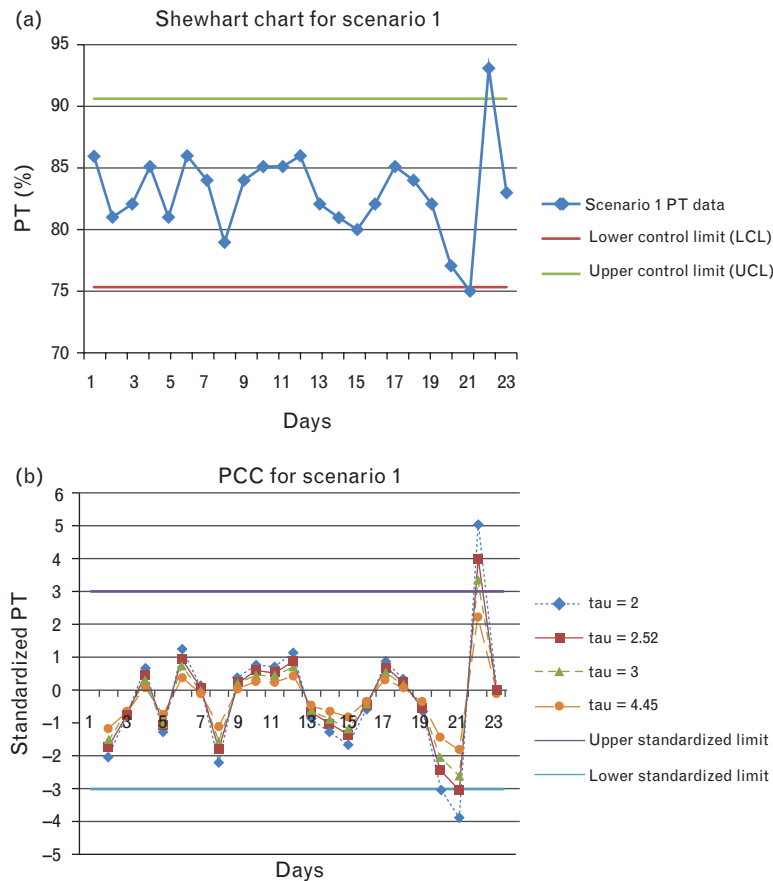 (a)
Shewhart chart for scenario 1
95
90
85
80
75
70
PT (%)
1 3 5 7 9 11 13 15 17 19 21 23
Days
Scenario 1 PT data
Lower control limit (LCL)
Upper control limit (UCL)
(b)
PCC for scenario 1
6
5
4
3
2
1
0
−1
−2
−3
−4
−5
Standardized PT
1 3 5 7 9 11 13 15 17 19 21 23
Days
tau = 2
tau = 2.52
tau = 3
tau = 4.45
Upper standardized limit
Lower standardized limit